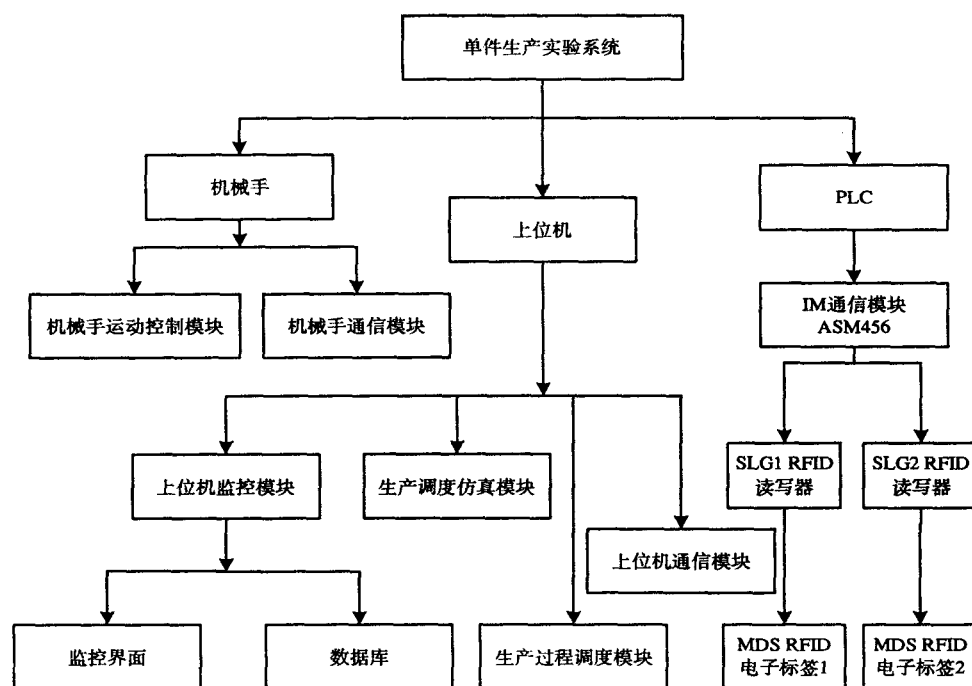 单件生产实验系统
机械手
上位机
PLC
机械手运动控制模块
机械手通信模块
IM通信模块
ASM456
上位机监控模块
生产调度仿真模块
SLG1 RFID
读写器
SLG2 RFID
读写器
上位机通信模块
监控界面
数据库
生产过程调度模块
MDS RFID
电子标签1
MDS RFID
电子标签2